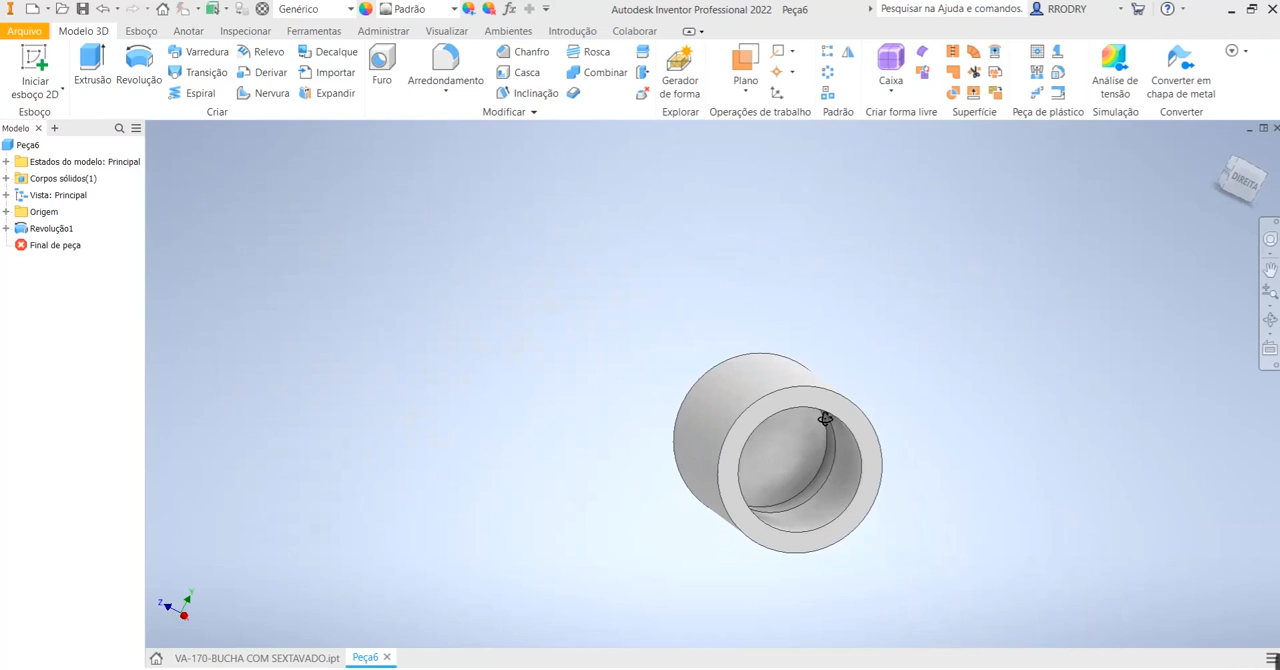 Genérico Padrão Autodesk Inventor Professional 2022 Peça6 Pesquisar na Ajuda e comandos. RRODRY
Arquivo Modelo 3D Esboço Anotar Inspecionar Ferramentas Administrar Visualizar Ambientes Introdução Colaborar
Iniciar esboço 2D
Extrusão Revolução
Varredura Relevo Decalque
Transição Derivar Importar
Espiral Nervura Expandir
Furo Arredondamento
Chanfro Rosca
Casca Combinar
Inclinação
Gerador de forma
Plano
Caixa
Análise de tensão
Converter em chapa de metal
Esboço Criar Modificar Explorar Operações de trabalho Padrão Criar forma livre Superfície Peça de plástico Simulação Converter
Modelo
Peça6
Estados do modelo: Principal
Corpos sólidos(1)
Vista: Principal
Origem
Revolução1
Final de peça
DIREITA
Z Y
VA-170-BUCHA COM SEXTAVADO.ipt Peça6